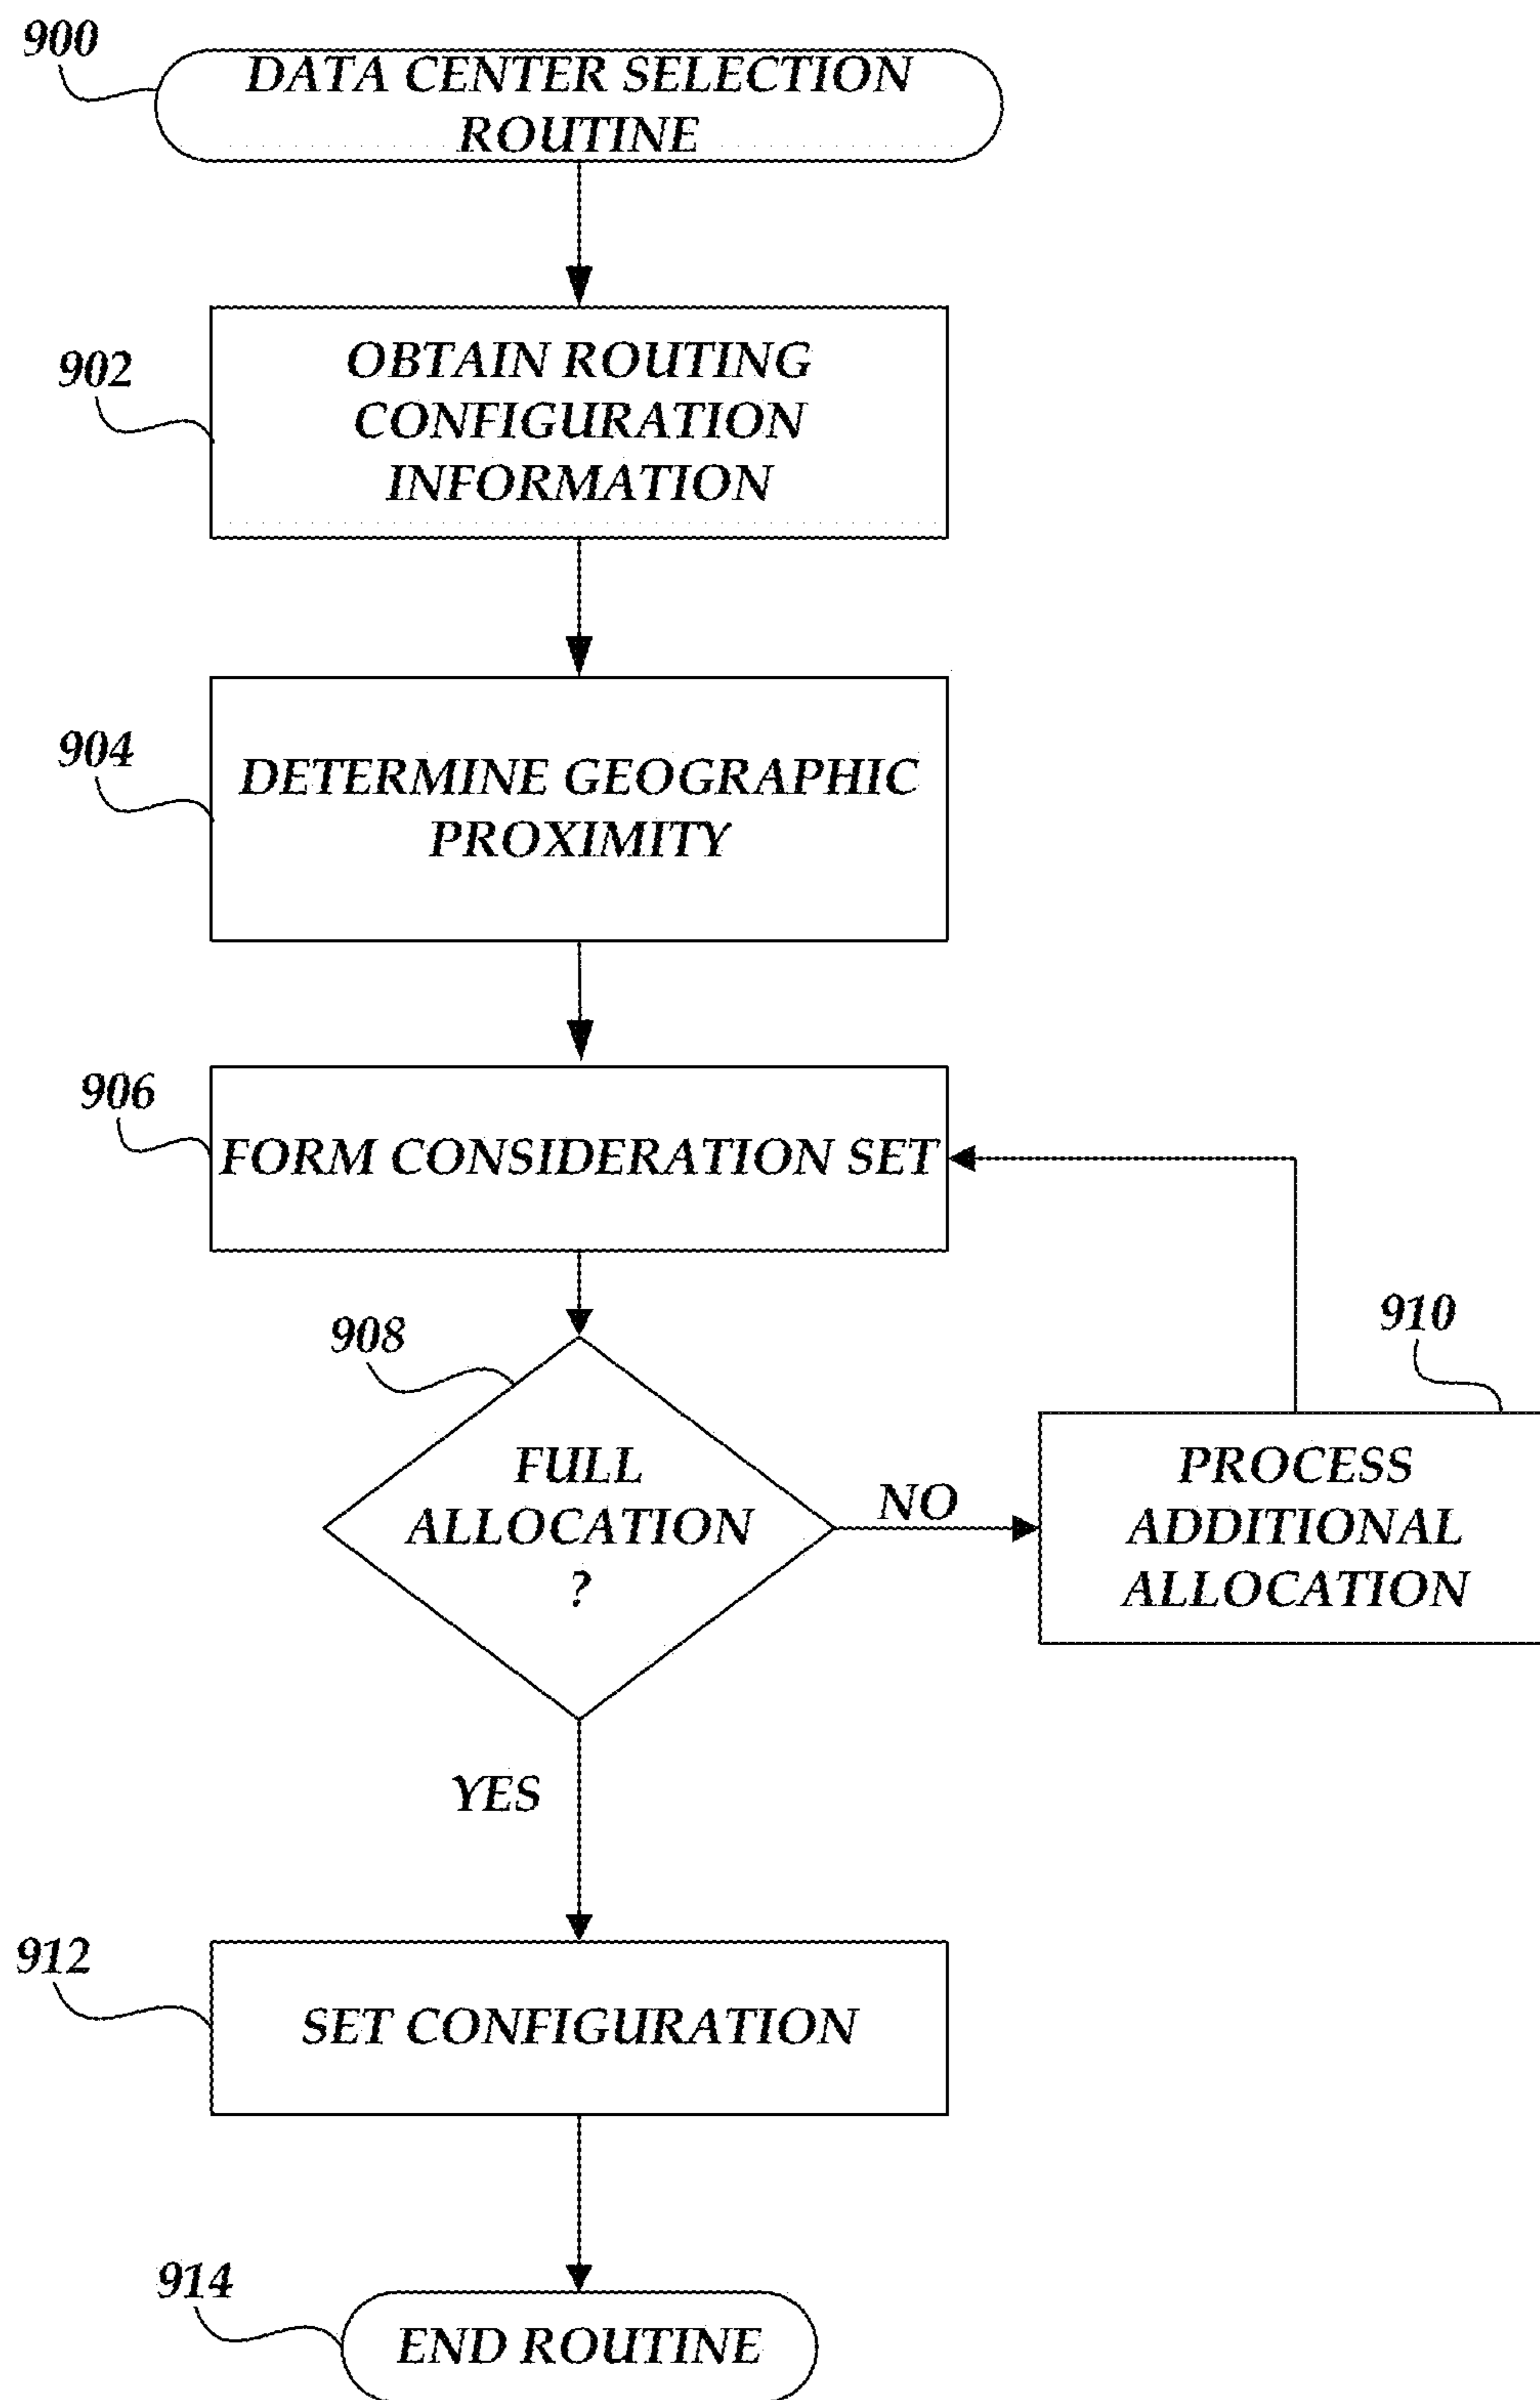 900
DATA CENTER SELECTION
ROUTINE
902
OBTAIN ROUTING
CONFIGURATION
INFORMATION
904
DETERMINE GEOGRAPHIC
PROXIMITY
906
FORM CONSIDERATION SET
908
FULL
ALLOCATION
?
NO
910
PROCESS
ADDITIONAL
ALLOCATION
YES
912
SET CONFIGURATION
914
END ROUTINE